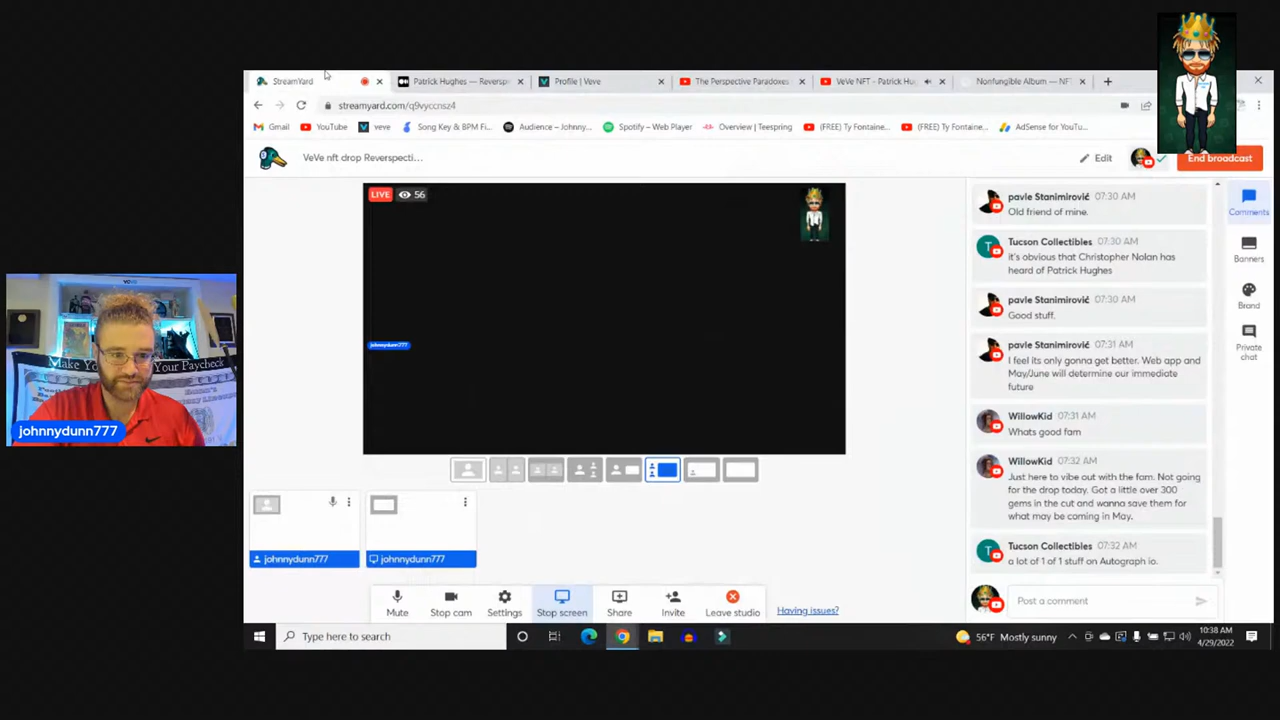 StreamYard
Patrick Hughes — Reversp
Profile | Veve
The Perspective Paradoxes
VeVe NFT - Patrick Hu
Nonfungible Album — NFT
streamyard.com/q9vyccnsz4
Gmail
YouTube
veve
Song Key & BPM Fi...
Audience – Johnny...
Spotify – Web Player
Overview | Teespring
(FREE) Ty Fontaine...
(FREE) Ty Fontaine...
AdSense for YouTu...
VeVe nft drop Reverspecti...
Edit
End broadcast
LIVE 56
johnnydunn777
johnnydunn777
johnnydunn777
Mute
Stop cam
Settings
Stop screen
Share
Invite
Leave studio
Having issues?
pavle Stanimirović 07:30 AM
Old friend of mine.
Tucson Collectibles 07:30 AM
it's obvious that Christopher Nolan has
heard of Patrick Hughes
pavle Stanimirović 07:30 AM
Good stuff.
pavle Stanimirović 07:31 AM
I feel its only gonna get better. Web app and
May/June will determine our immediate
future
WillowKid 07:31 AM
Whats good fam
WillowKid 07:32 AM
Just here to vibe out with the fam. Not going
for the drop today. Got a little over 300
gems in the cut and wanna save them for
what may be coming in May.
Tucson Collectibles 07:32 AM
a lot of 1 of 1 stuff on Autograph io.
Post a comment
Comments
Banners
Brand
Private
chat
Make Yo
Your Paycheck
johnnydunn777
Type here to search
56°F Mostly sunny
10:38 AM
4/29/2022